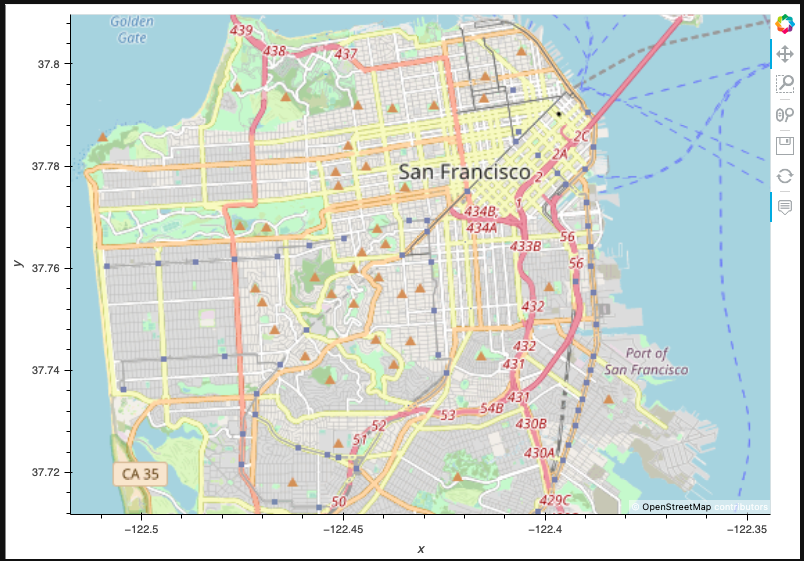 Golden
Gate
439
438
437
37.8
2C
2A
37.78
San Francisco
2
1
434B
434A
433B
56
y
37.76
56
432
432
Port of
San Francisco
37.74
431
431
54B
53
52
51
430B
430A
37.72
CA 35
50
429C
© OpenStreetMap contributors
−122.5
−122.45
−122.4
−122.35
x